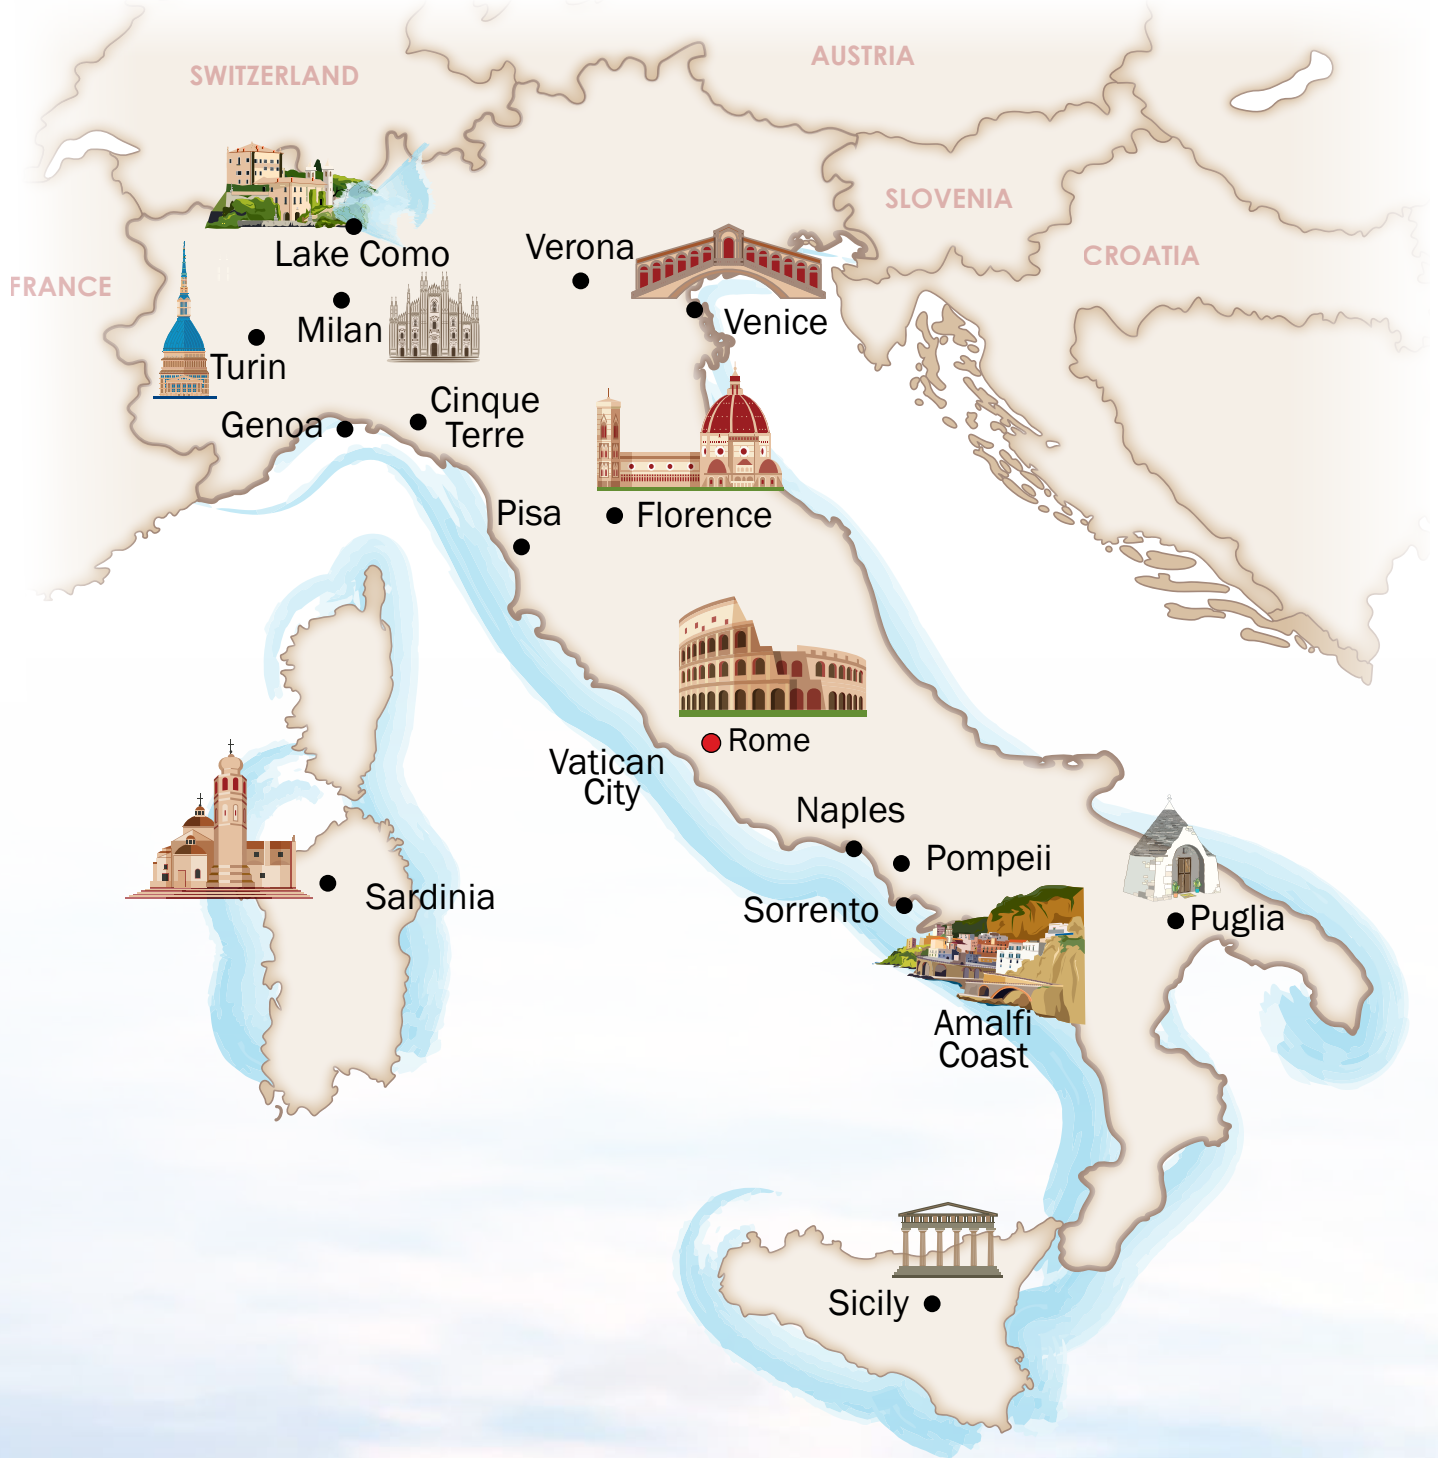 AUSTRIA
SWITZERLAND
SLOVENIA
CROATIA
FRANCE
Lake Como
Verona
Milan
Venice
Turin
Genoa
Cinque
Terre
Pisa
Florence
Rome
Vatican
City
Naples
Pompeii
Sardinia
Sorrento
Puglia
Amalfi
Coast
Sicily